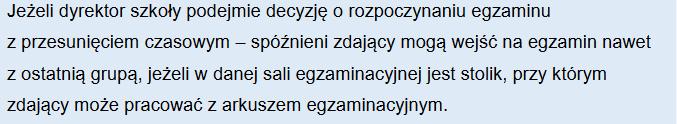 Jeżeli dyrektor szkoły podejmie decyzję o rozpoczynaniu egzaminu
z przesunięciem czasowym – spóźnieni zdający mogą wejść na egzamin nawet
z ostatnią grupą, jeżeli w danej sali egzaminacyjnej jest stolik, przy którym
zdający może pracować z arkuszem egzaminacyjnym.